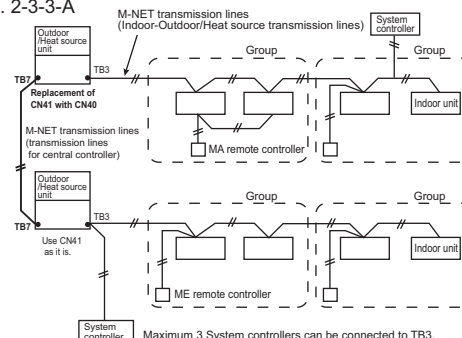 . 2-3-3-A
M-NET transmission lines
(Indoor-Outdoor/Heat source transmission lines)
System
controller
Outdoor
/Heat source
unit
Group
Group
TB3
TB7
Replacement of
CN41 with CN40
Indoor unit
M-NET transmission lines
(transmission lines
for central controller)
MA remote controller
Outdoor
/Heat source
unit
Group
Group
TB3
TB7
Use CN41
as it is.
Indoor unit
ME remote controller
System
controller
Maximum 3 System controllers can be connected to TB3.